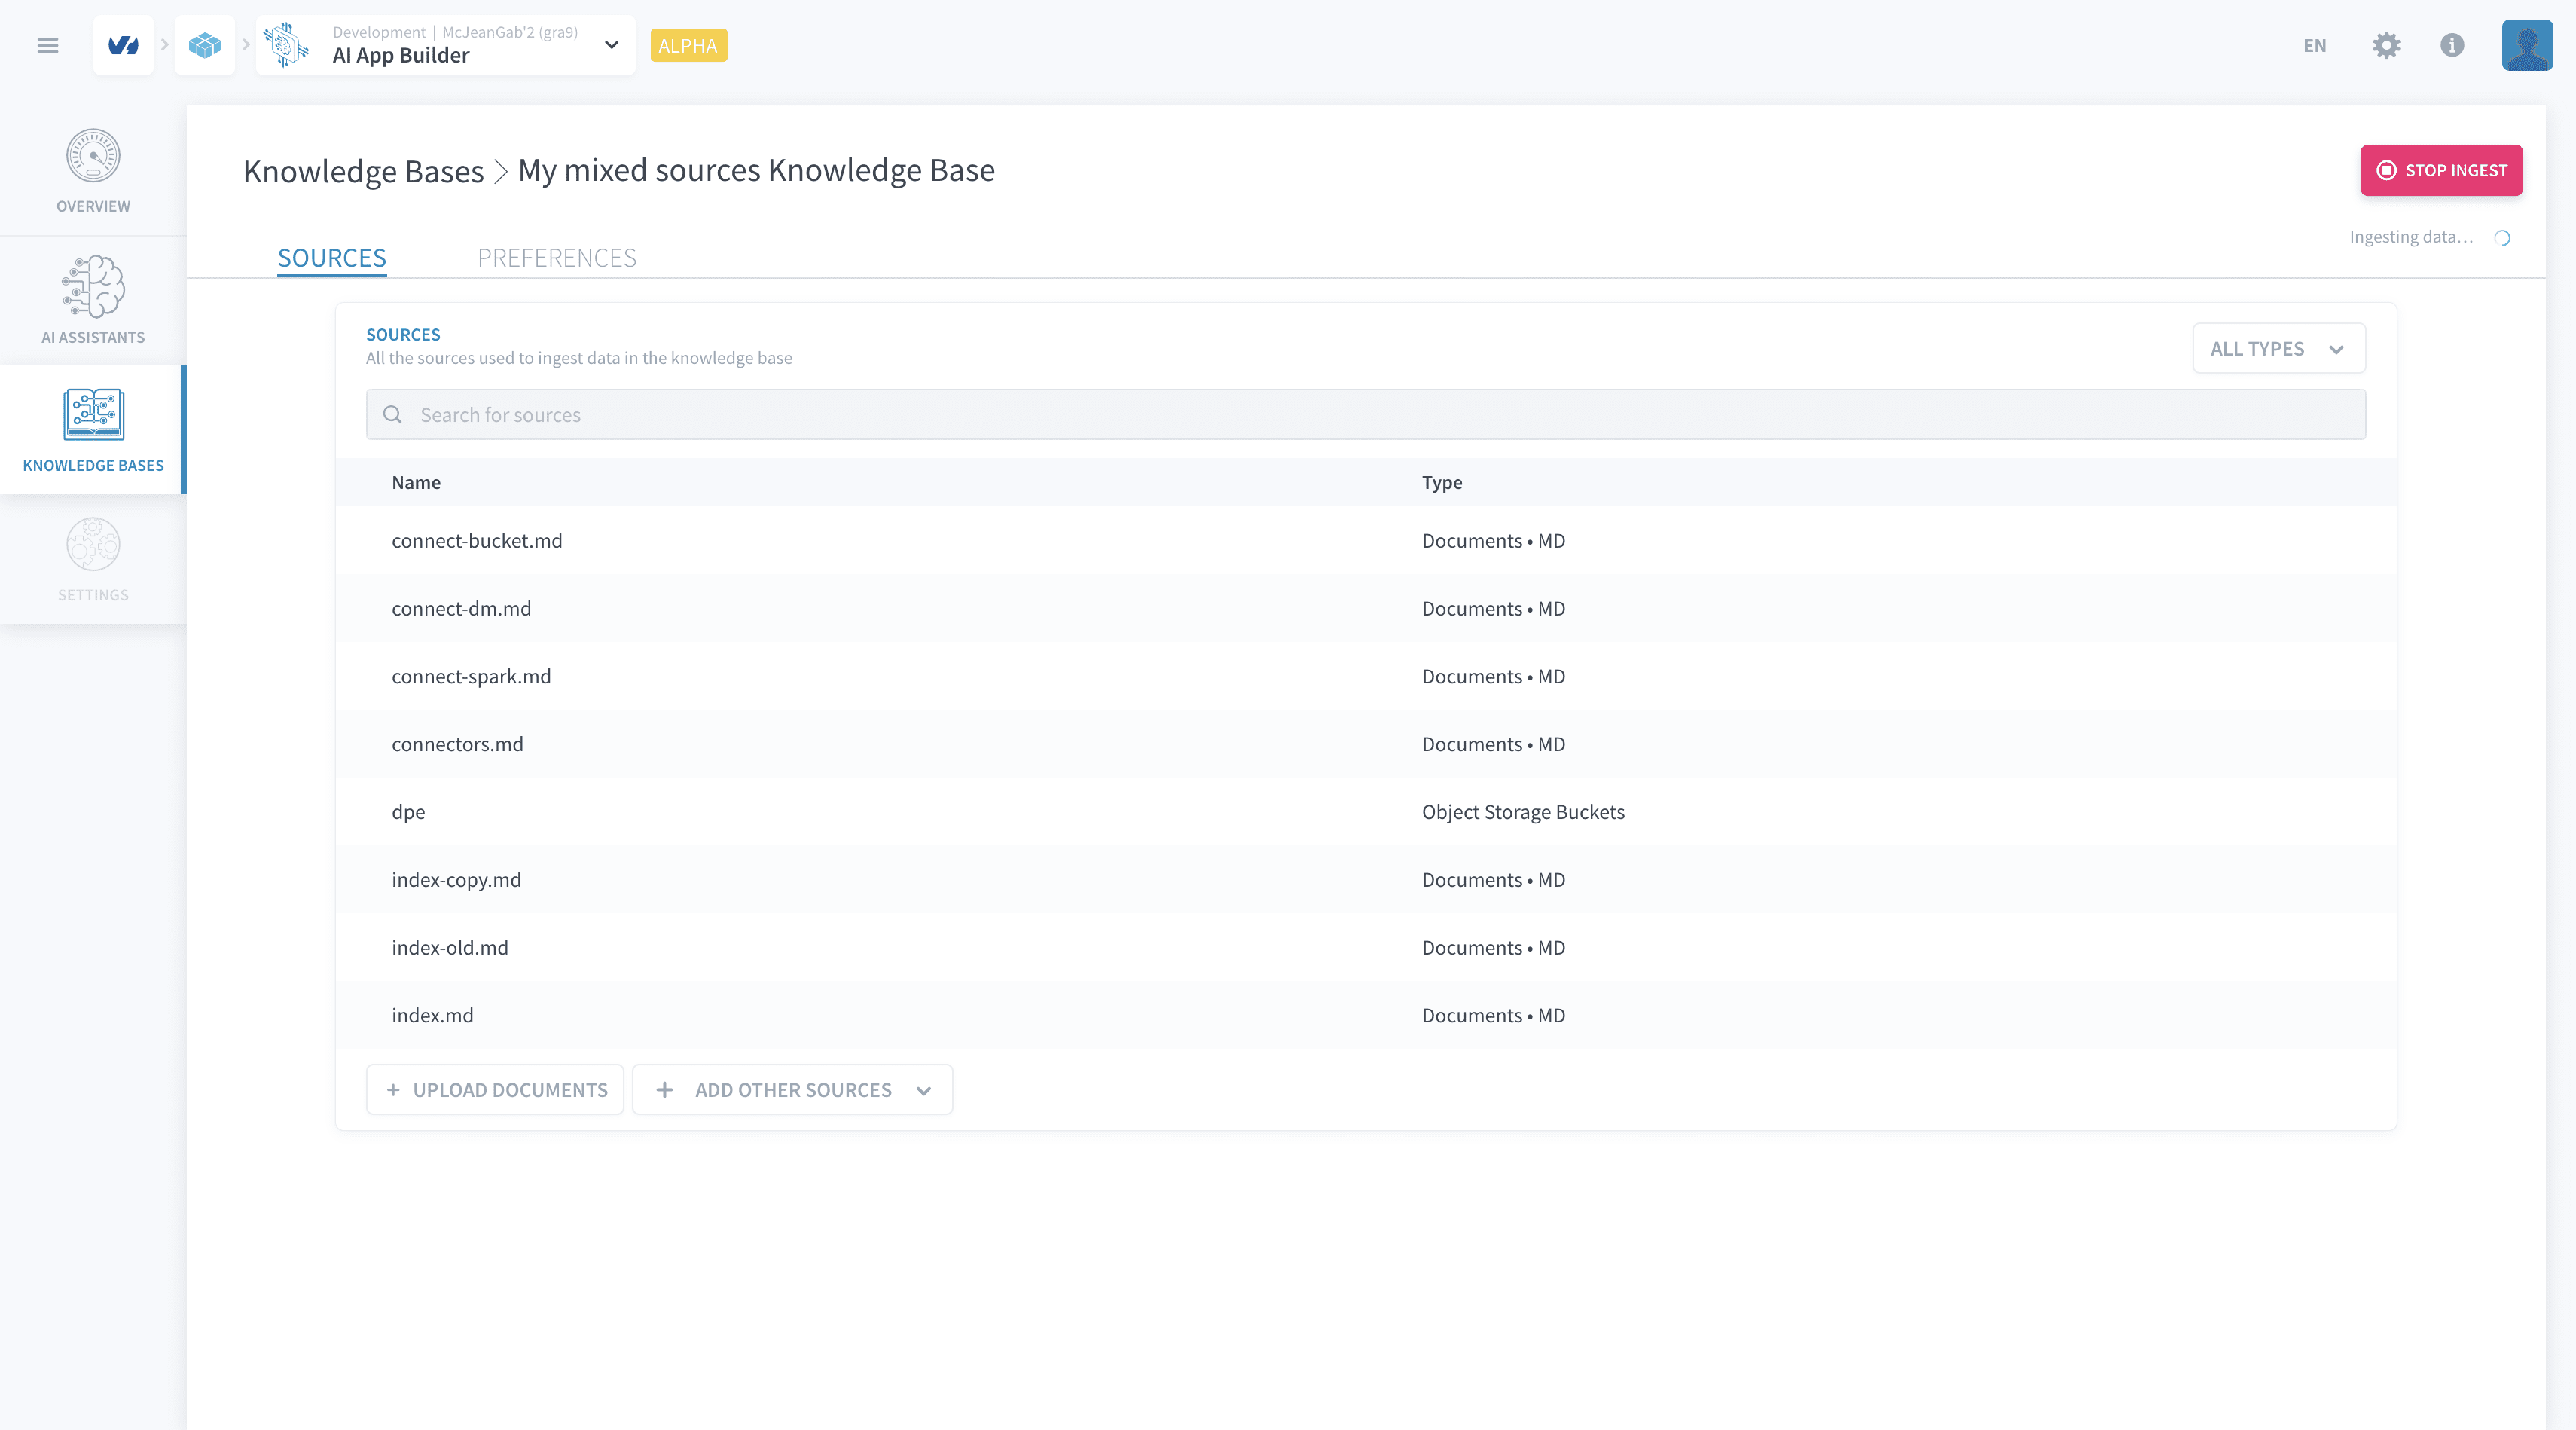 Development | McJeanGab'2 (gra9)
AI App Builder
ALPHA
EN
OVERVIEW
AI ASSISTANTS
KNOWLEDGE BASES
SETTINGS
Knowledge Bases > My mixed sources Knowledge Base
STOP INGEST
Ingesting data...
SOURCES PREFERENCES
SOURCES
All the sources used to ingest data in the knowledge base
ALL TYPES
Search for sources
Name Type
connect-bucket.md Documents • MD
connect-dm.md Documents • MD
connect-spark.md Documents • MD
connectors.md Documents • MD
dpe Object Storage Buckets
index-copy.md Documents • MD
index-old.md Documents • MD
index.md Documents • MD
+ UPLOAD DOCUMENTS + ADD OTHER SOURCES